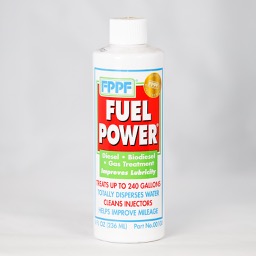 FPPF
FUEL
POWER®
Diesel • Biodiesel
• Gas Treatment
Improves Lubricity
TREATS UP TO 240 GALLONS
TOTALLY DISPERSES WATER
CLEANS INJECTORS
HELPS IMPROVE MILEAGE
OZ (236 ml) Part No.